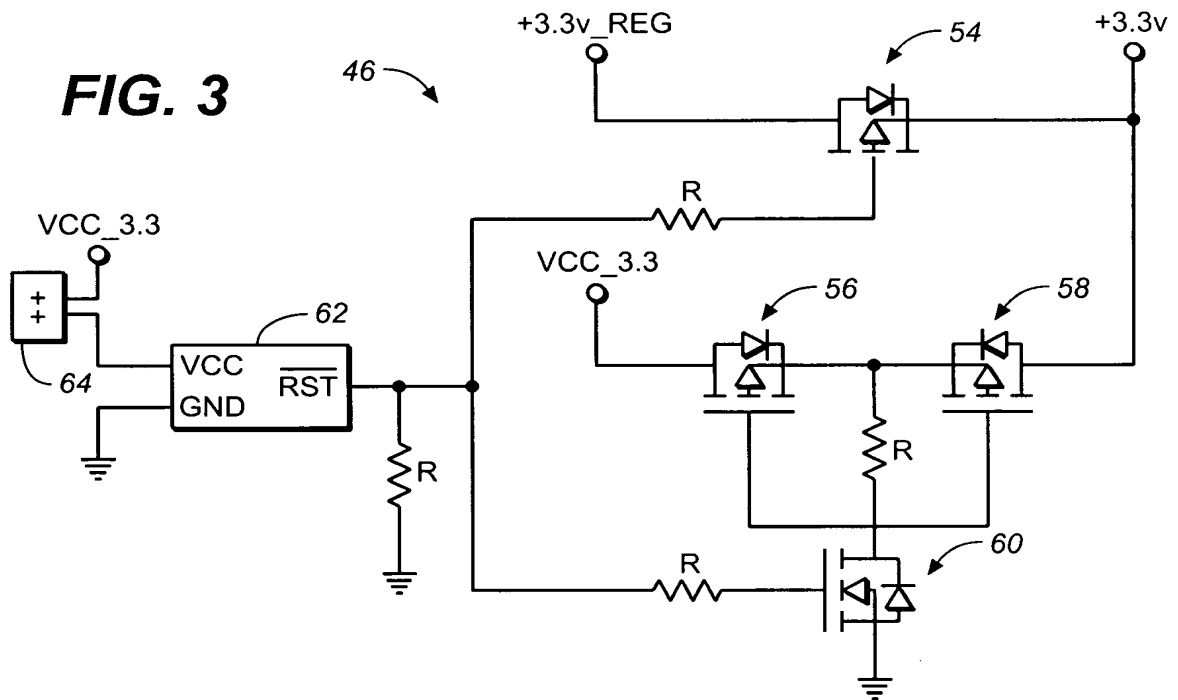 FIG. 3
46
+3.3v_REG
54
+3.3v
R
VCC_3.3
VCC_3.3
56
58
62
++
64
VCC
RST
GND
R
R
R
60